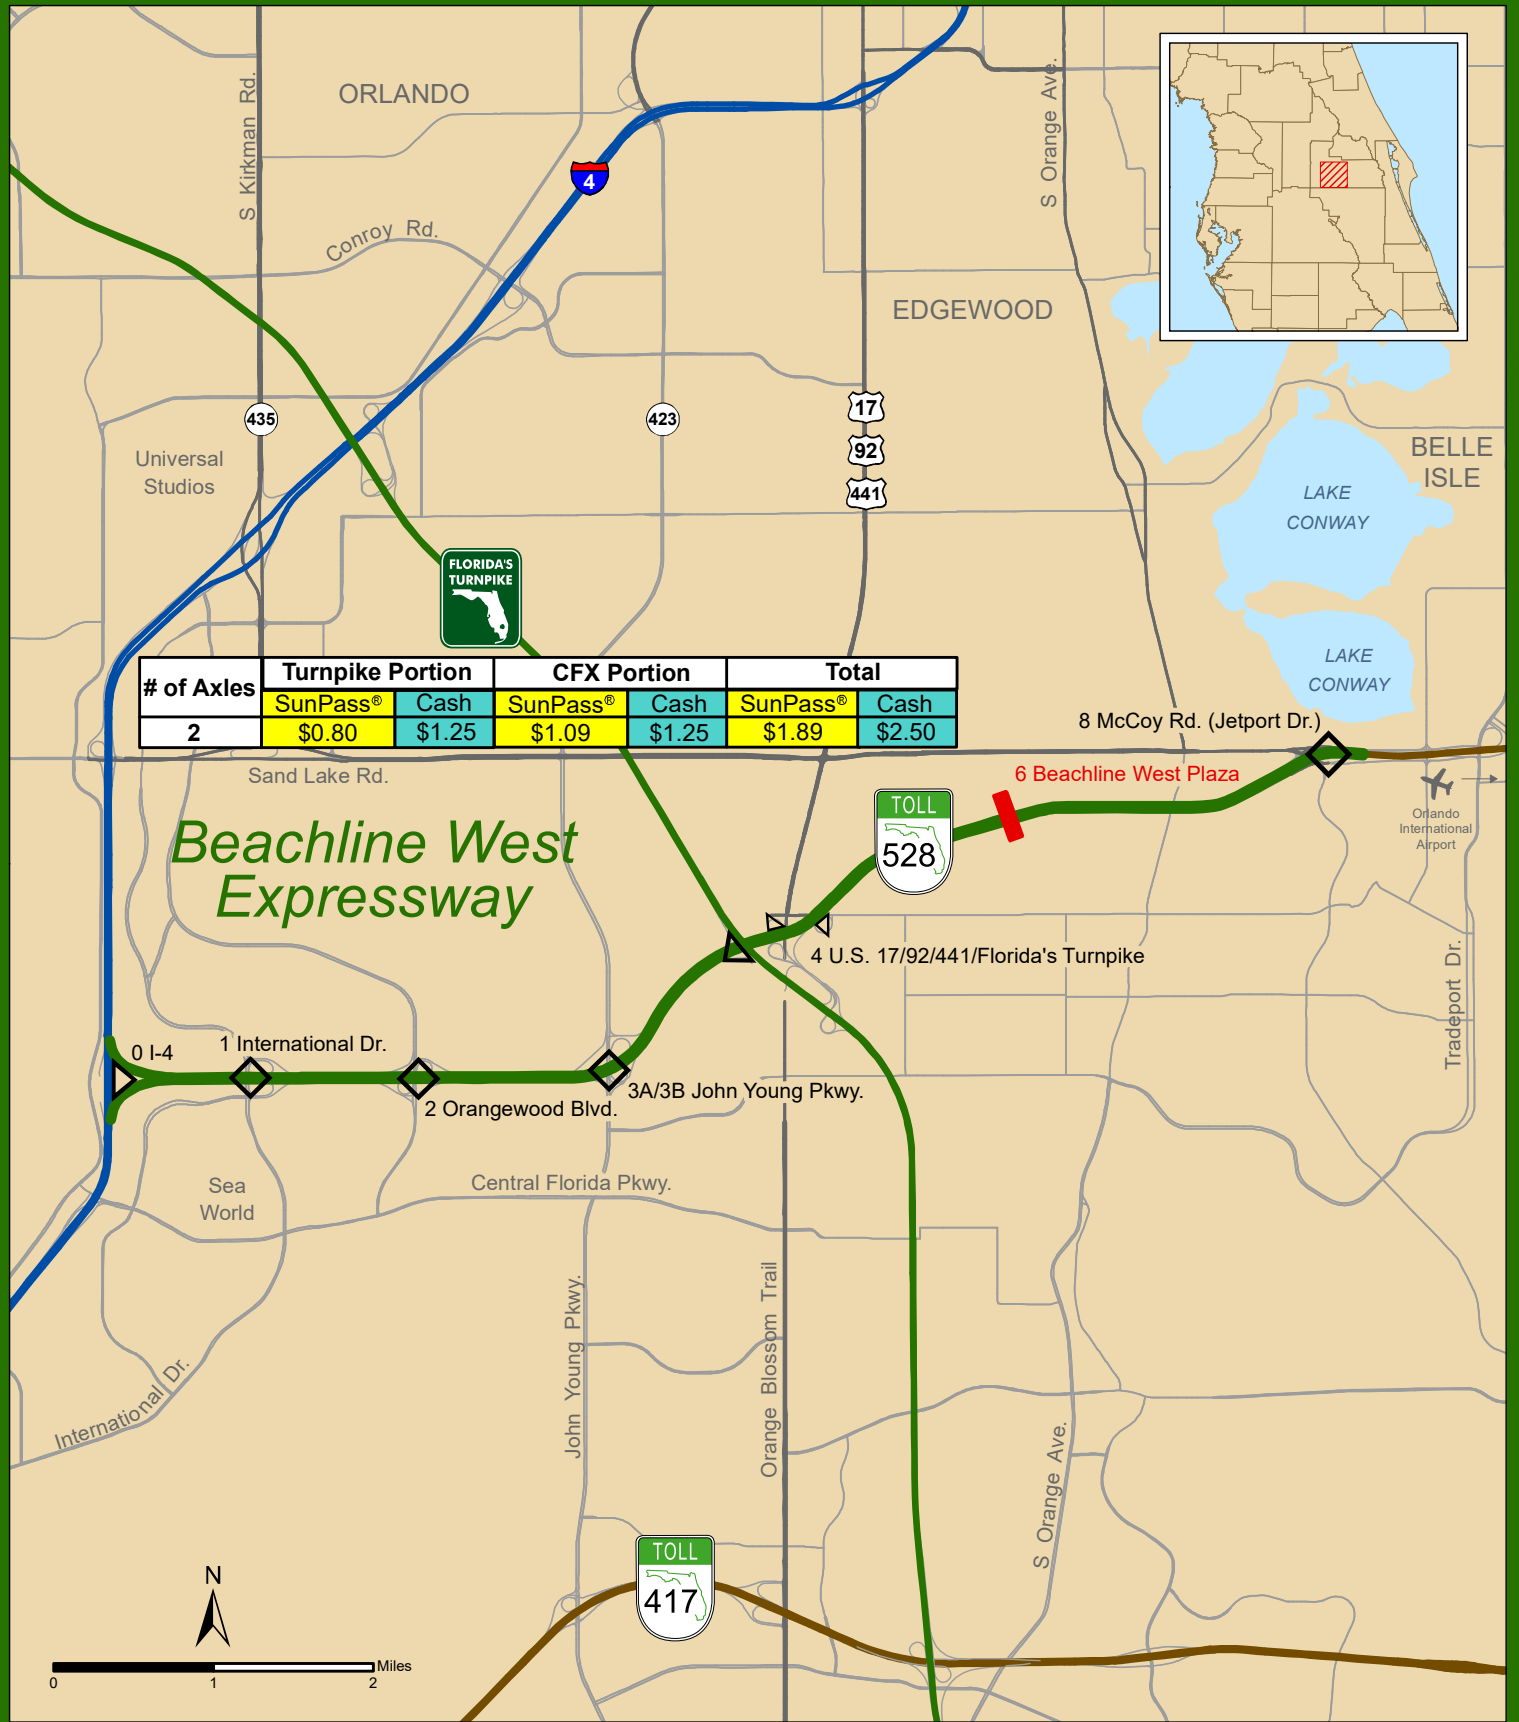 ORLANDO
S Kirkman Rd.
S Orange Ave.
4
Conroy Rd.
EDGEWOOD
435
423
17
92
441
Universal
Studios
BELLE
ISLE
LAKE
CONWAY
FLORIDA'S
TURNPIKE
LAKE
CONWAY
# of Axles Turnpike Portion CFX Portion Total
SunPass® Cash SunPass® Cash SunPass® Cash
2 $0.80 $1.25 $1.09 $1.25 $1.89 $2.50
8 McCoy Rd. (Jetport Dr.)
Sand Lake Rd.
6 Beachline West Plaza
TOLL
528
Orlando
International
Airport
Beachline West
Expressway
4 U.S. 17/92/441/Florida's Turnpike
Tradeport Dr.
0 I-4
1 International Dr.
2 Orangewood Blvd.
3A/3B John Young Pkwy.
Sea
World
Central Florida Pkwy.
John Young Pkwy.
Orange Blossom Trail
International Dr.
S Orange Ave.
TOLL
417
N
Miles
0 1 2